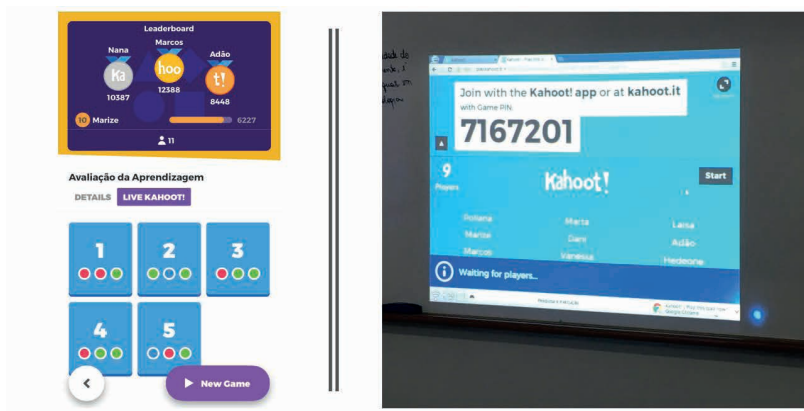 Leaderboard
Marcos
Nana
Adão
Ka
hoo
t!
10387
12388
8448
10 Marize 6227
11
Avaliação da Aprendizagem
DETAILS LIVE KAHOOT!
1 2 3
4 5
New Game
Join with the Kahoot! app or at kahoot.it
with Game PIN:
7167201
9
Players
Kahoot!
Start
Marta
Laisa
Marize
Dani
Adão
Marcos
Vanessa
Waiting for players...